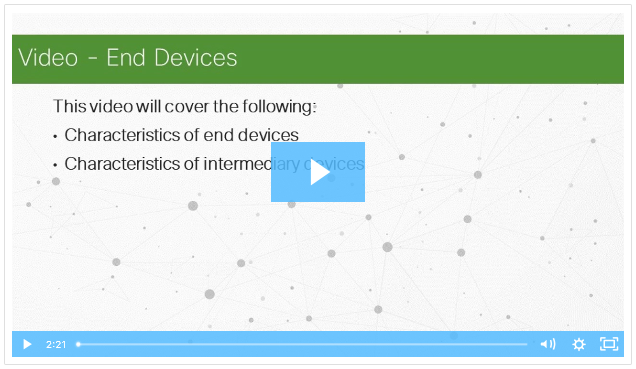 Video - End Devices
This video will cover the following:
• Characteristics of end devices
• Characteristics of intermediary devices
2:21